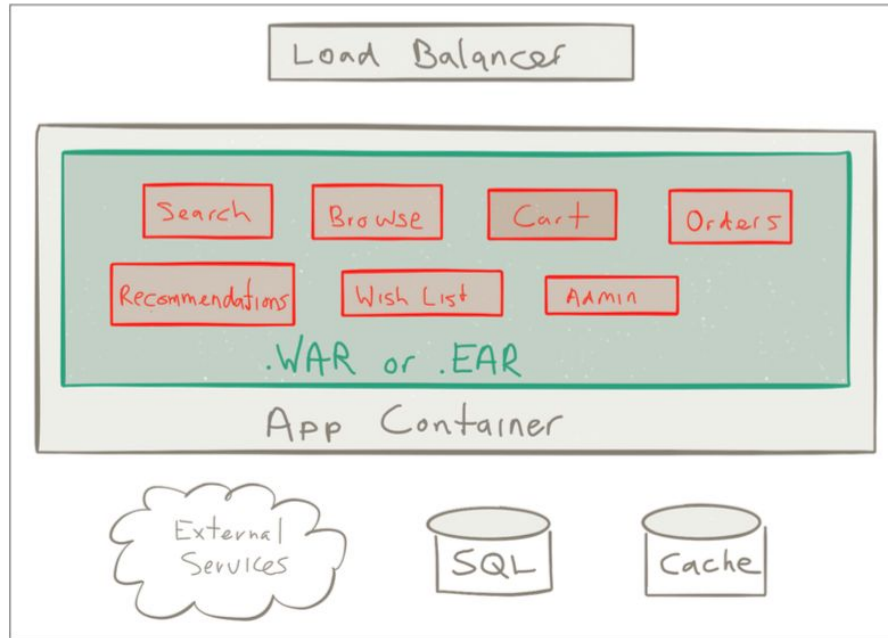 Load Balancer
Search Browse Cart Orders
Recommendations Wish List Admin
.WAR or .EAR
App Container
External
Services
SQL Cache